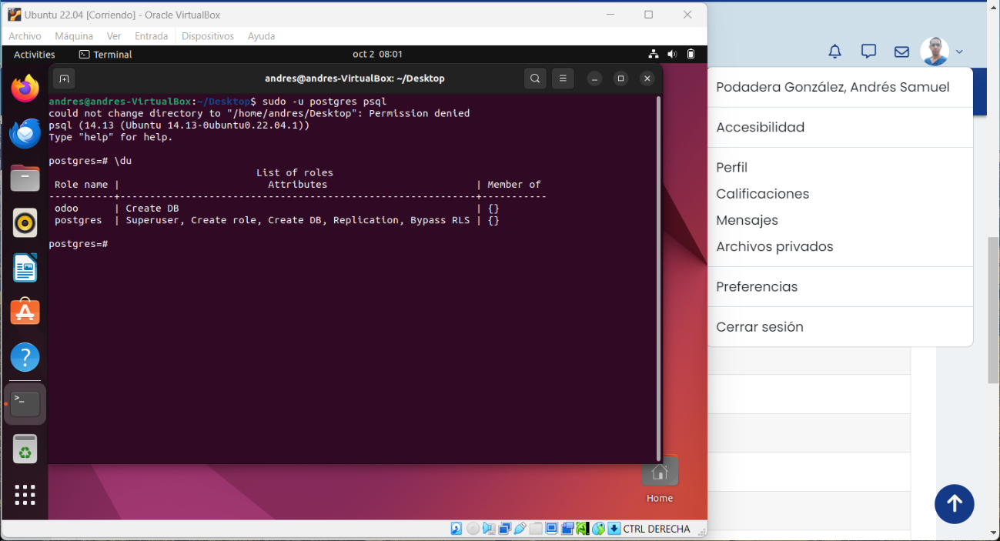 Ubuntu 22.04 [Corriendo] - Oracle VirtualBox
Archivo Máquina Ver Entrada Dispositivos Ayuda
Activities Terminal oct 2 08:01
andres@andres-VirtualBox: ~/Desktop
andres@andres-VirtualBox:~/Desktop$ sudo -u postgres psql
could not change directory to "/home/andres/Desktop": Permission denied
psql (14.13 (Ubuntu 14.13-0ubuntu0.22.04.1))
Type "help" for help.
postgres=# \du
List of roles
Role name | Attributes | Member of
-----------+------------------------------------------------------------+-----------
odoo | Create DB | {}
postgres | Superuser, Create role, Create DB, Replication, Bypass RLS | {}
postgres=#
Home
CTRL DERECHA
Podadera González, Andrés Samuel
Accesibilidad
Perfil
Calificaciones
Mensajes
Archivos privados
Preferencias
Cerrar sesión